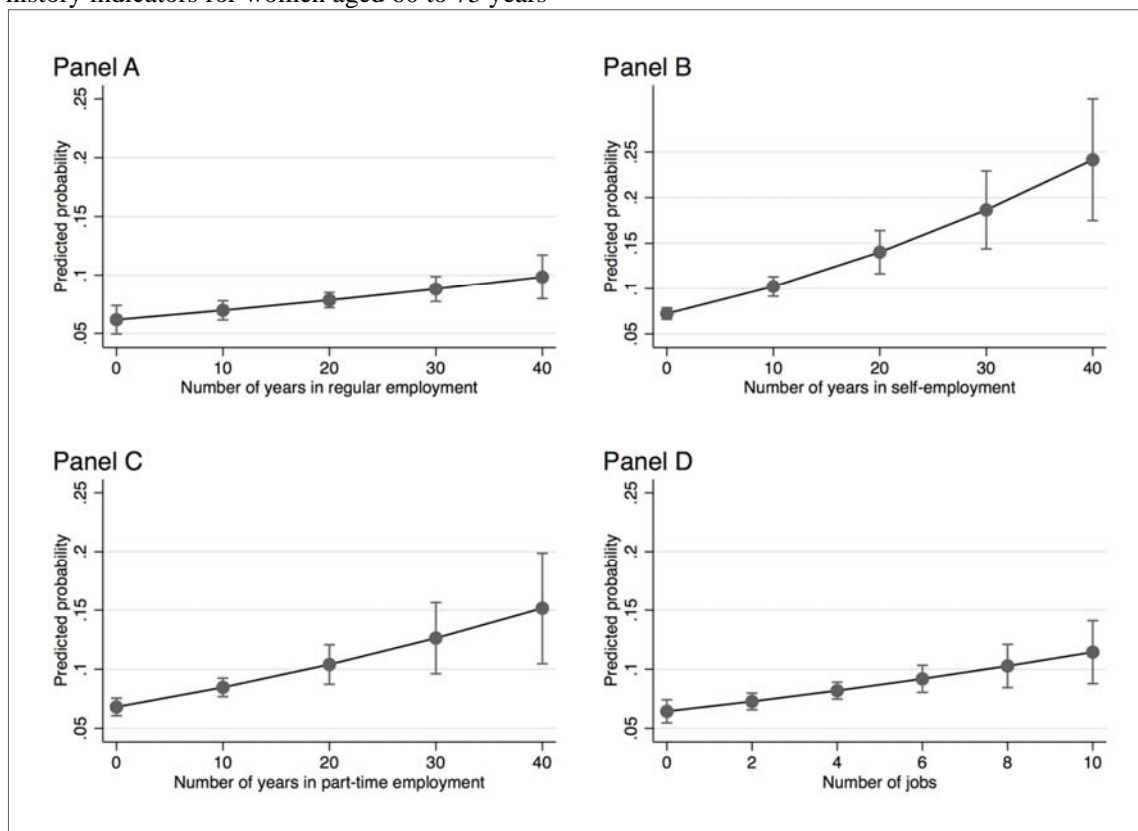 history indicators for women aged 60 to 75 years
Panel A
Predicted probability
.05 .1 .15 .2 .25
0 10 20 30 40
Number of years in regular employment
Panel B
Predicted probability
.05 .1 .15 .2 .25
0 10 20 30 40
Number of years in self-employment
Panel C
Predicted probability
.05 .1 .15 .2 .25
0 10 20 30 40
Number of years in part-time employment
Panel D
Predicted probability
.05 .1 .15 .2 .25
0 2 4 6 8 10
Number of jobs